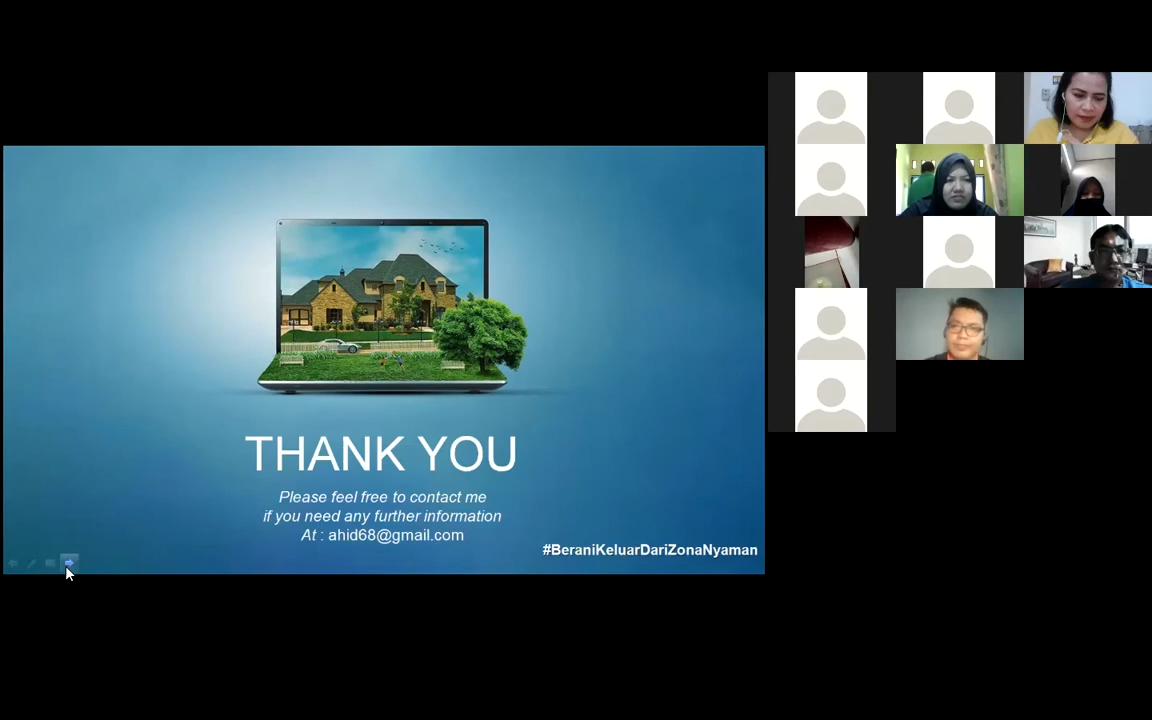 THANK YOU
Please feel free to contact me
if you need any further information
At : ahid68@gmail.com
#BeraniKeluarDariZonaNyaman